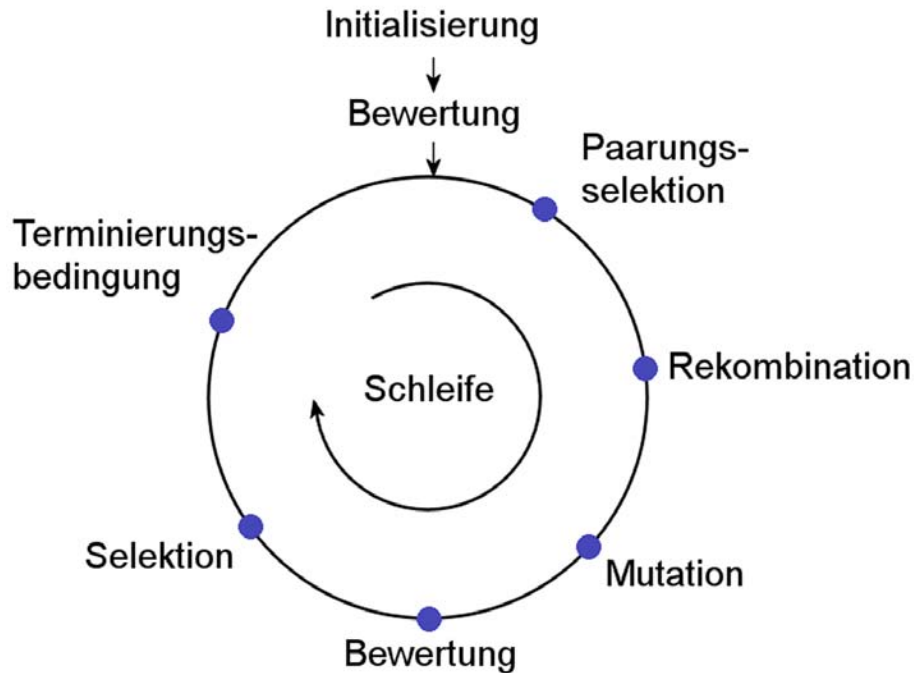 Initialisierung
Bewertung
Paarungs-
selektion
Terminierungs-
bedingung
Schleife
Rekombination
Selektion
Mutation
Bewertung